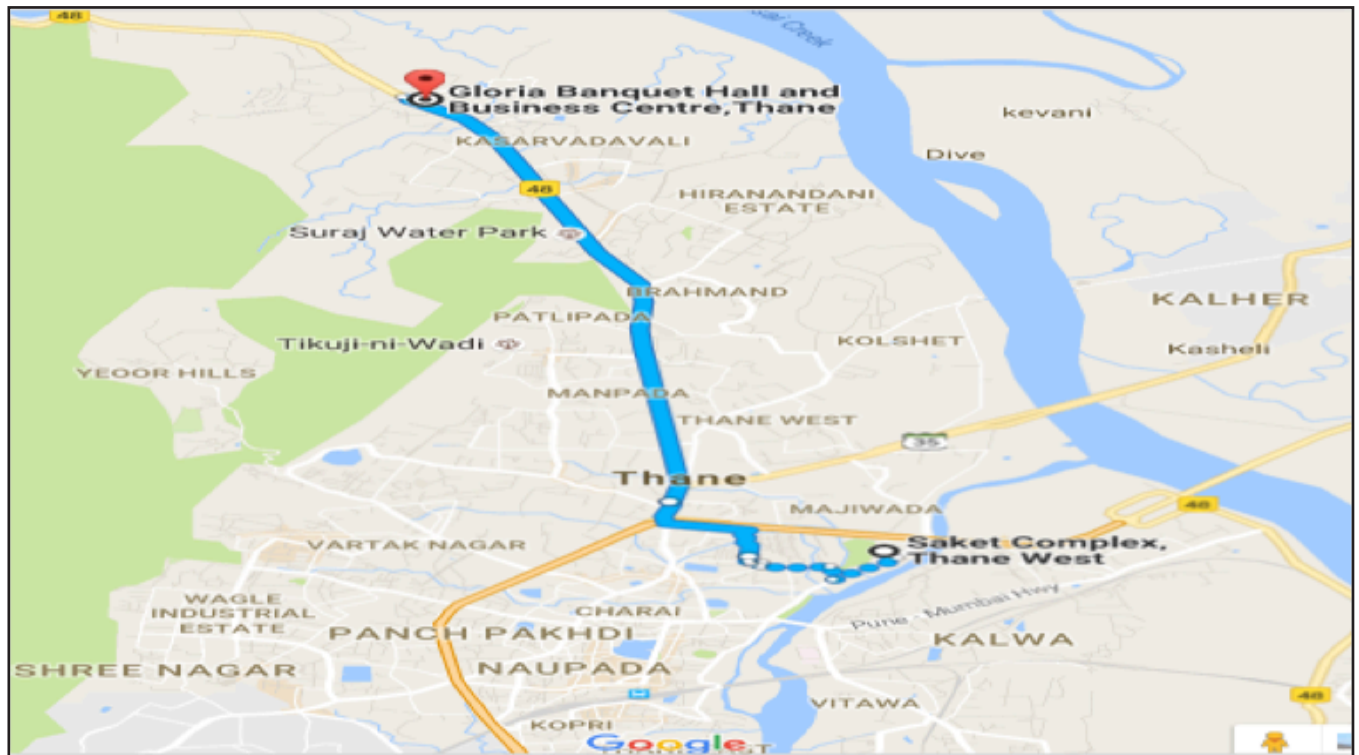 48
sai Creek
Gloria Banquet Hall and
Business Centre,Thane
kevani
KASARVADAVALI
Dive
48
HIRANANDANI
ESTATE
Suraj Water Park
BRAHMAND
KALHER
PATLIPADA
Tikuji-ni-Wadi
KOLSHET
Kasheli
YEOOR HILLS
MANPADA
THANE WEST
35
Thane
MAJIWADA
48
VARTAK NAGAR
Saket Complex,
Thane West
WAGLE
INDUSTRIAL
ESTATE
CHARAI
Pune - Mumbai Hwy
PANCH PAKHDI
KALWA
SHREE NAGAR
NAUPADA
48
VITAWA
KOPRI
Google